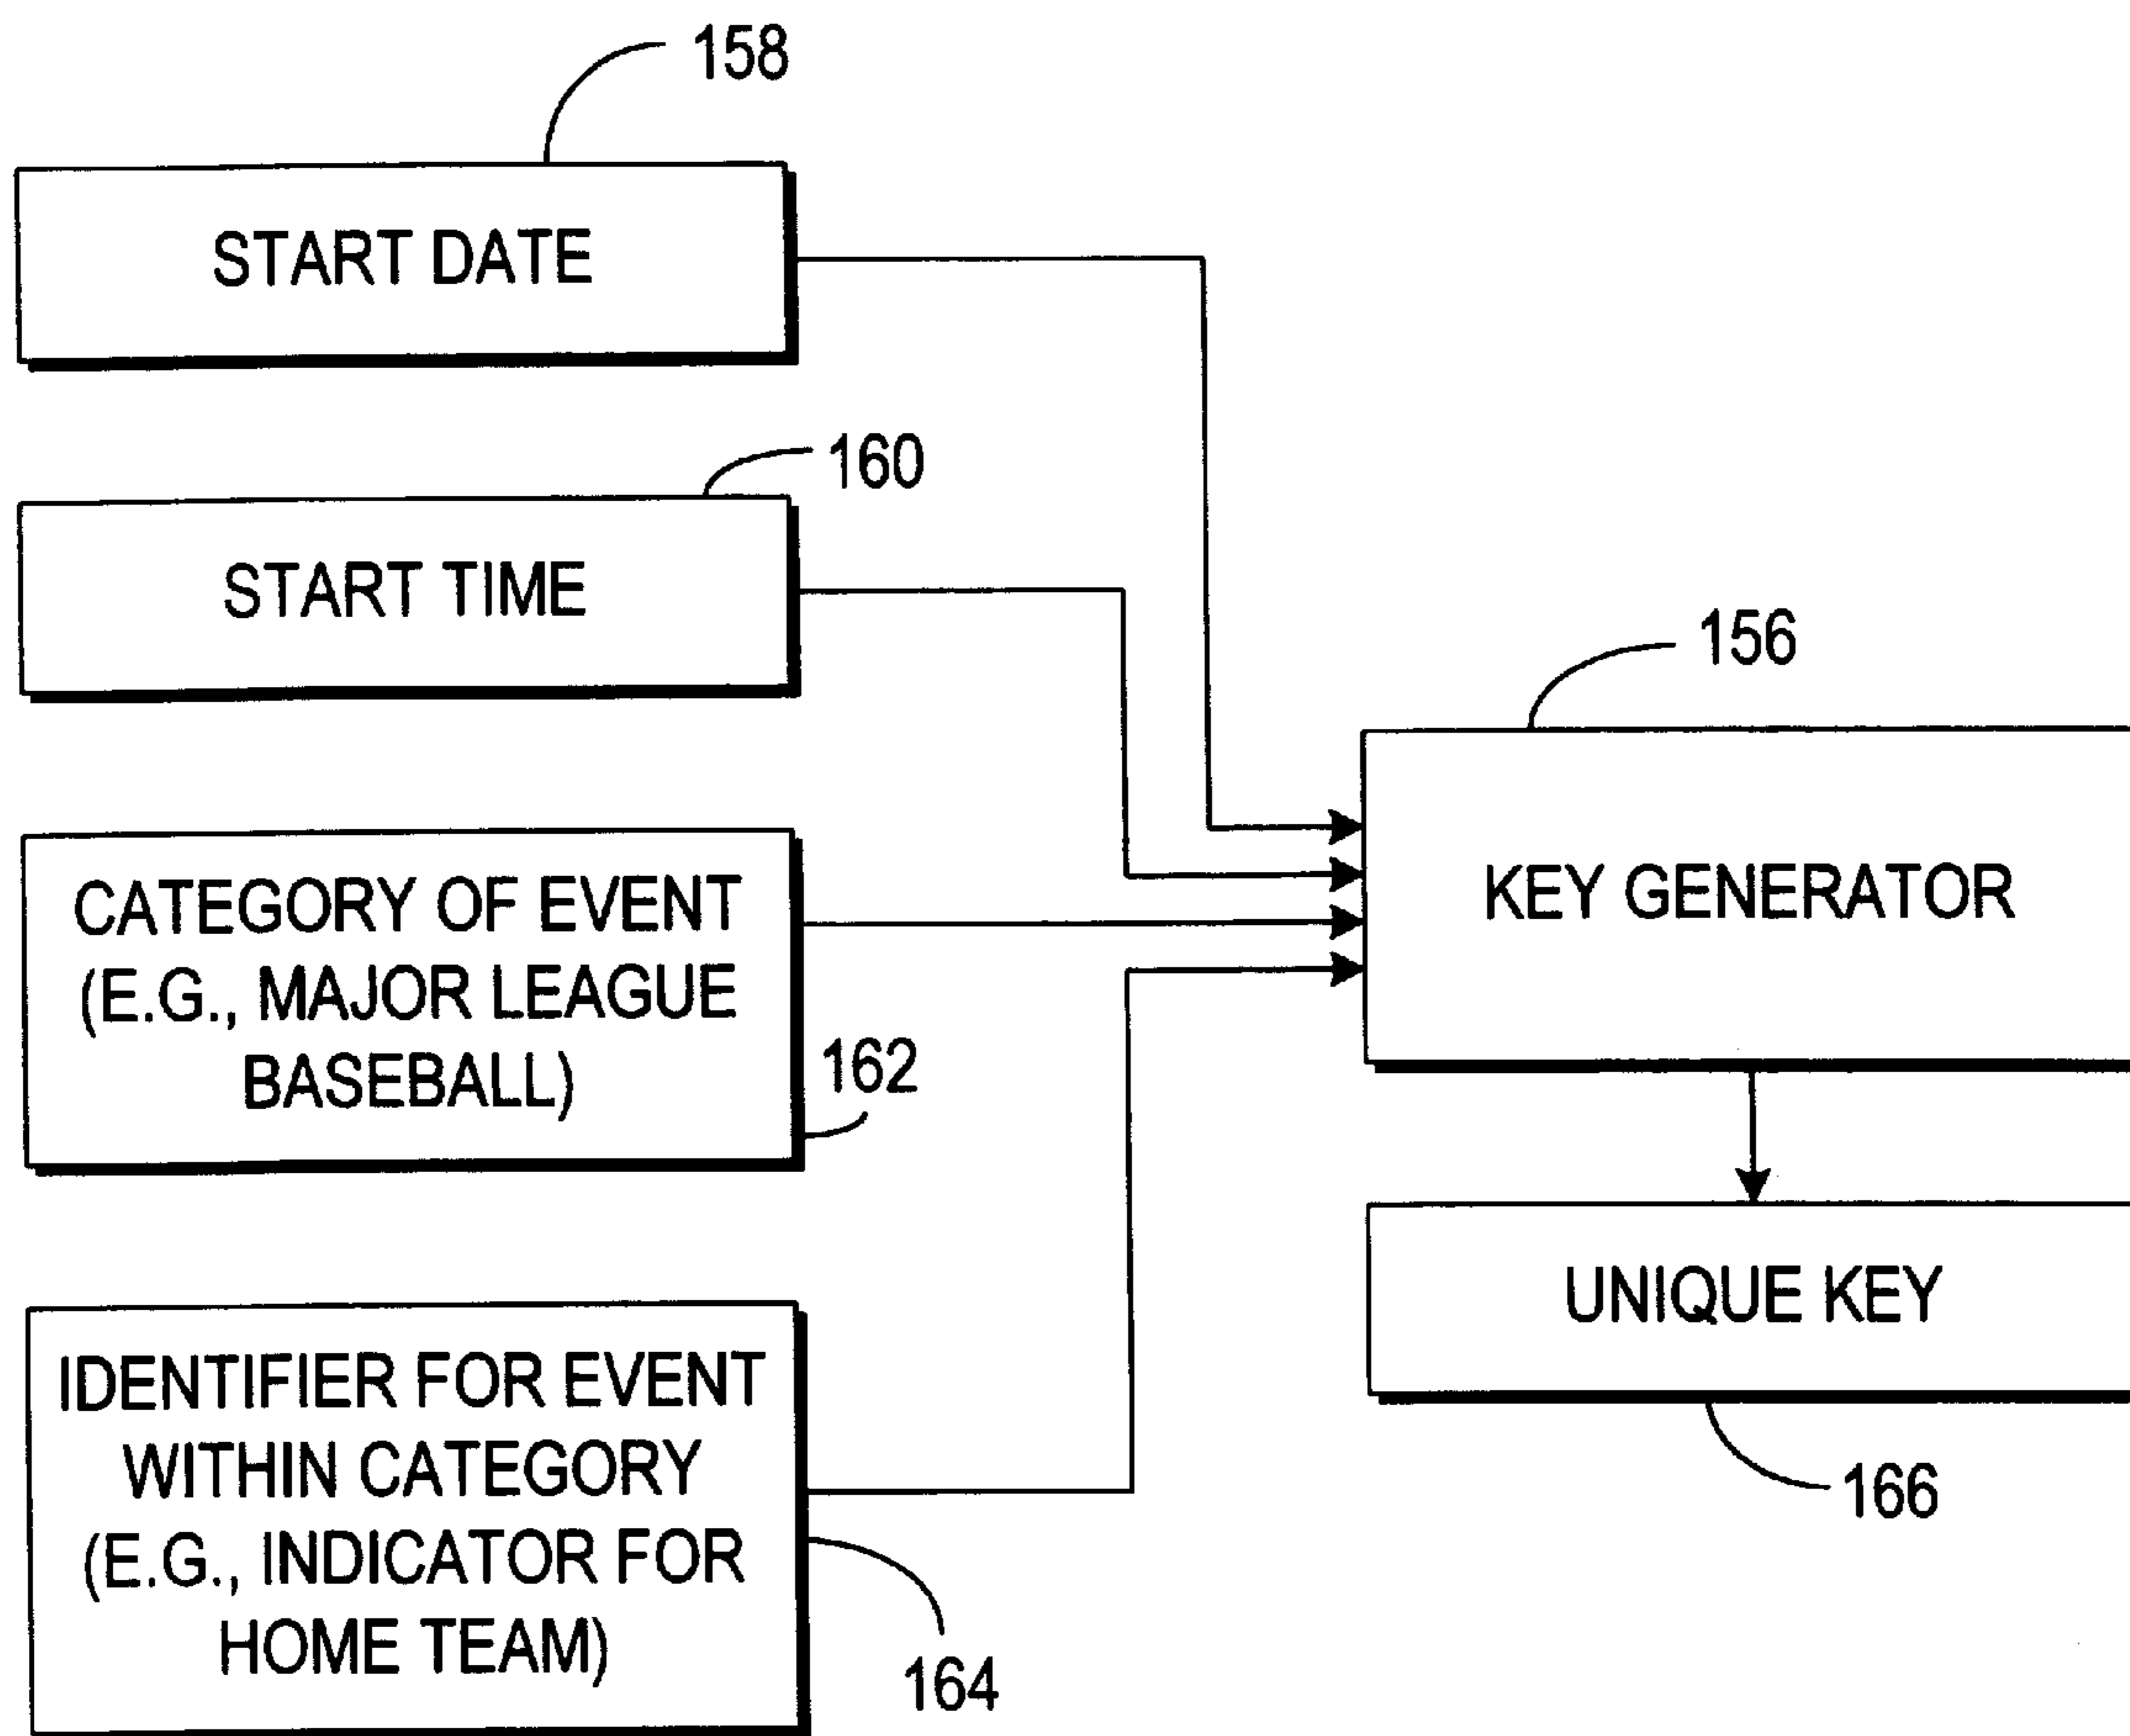 158
START DATE
160
START TIME
156
KEY GENERATOR
CATEGORY OF EVENT
(E.G., MAJOR LEAGUE
BASEBALL)
162
UNIQUE KEY
166
IDENTIFIER FOR EVENT
WITHIN CATEGORY
(E.G., INDICATOR FOR
HOME TEAM)
164